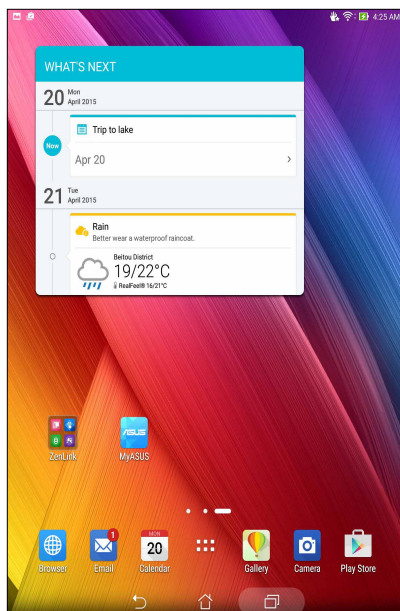 4:25 AM
WHAT'S NEXT
20 Mon
April 2015
Trip to lake
Now
Apr 20
21 Tue
April 2015
Rain
Better wear a waterproof raincoat.
Beitou District
19/22°C
RealFeel® 16/21°C
ASUS
ZenLink MyASUS
1
MON
20
Browser Email Calendar Gallery Camera Play Store